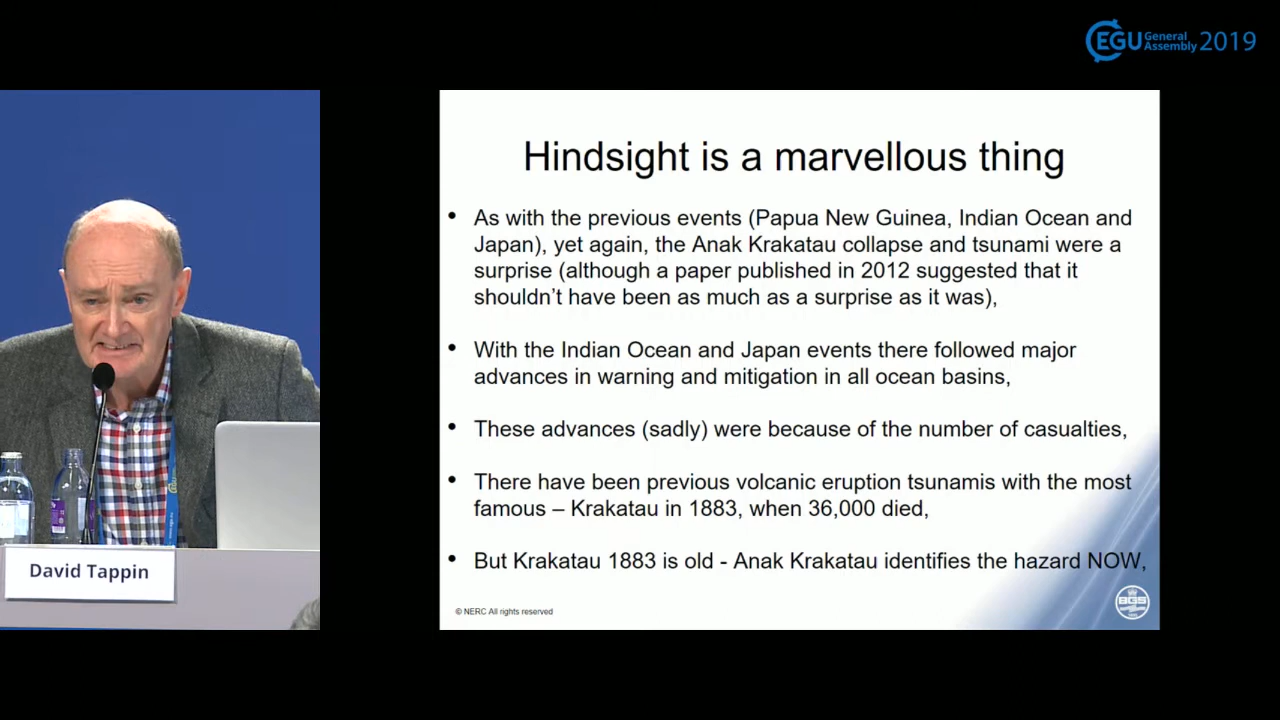 EGU General Assembly 2019
Hindsight is a marvellous thing
• As with the previous events (Papua New Guinea, Indian Ocean and
Japan), yet again, the Anak Krakatau collapse and tsunami were a
surprise (although a paper published in 2012 suggested that it
shouldn’t have been as much as a surprise as it was),
• With the Indian Ocean and Japan events there followed major
advances in warning and mitigation in all ocean basins,
• These advances (sadly) were because of the number of casualties,
• There have been previous volcanic eruption tsunamis with the most
famous – Krakatau in 1883, when 36,000 died,
• But Krakatau 1883 is old - Anak Krakatau identifies the hazard NOW,
© NERC All rights reserved
BGS
David Tappin